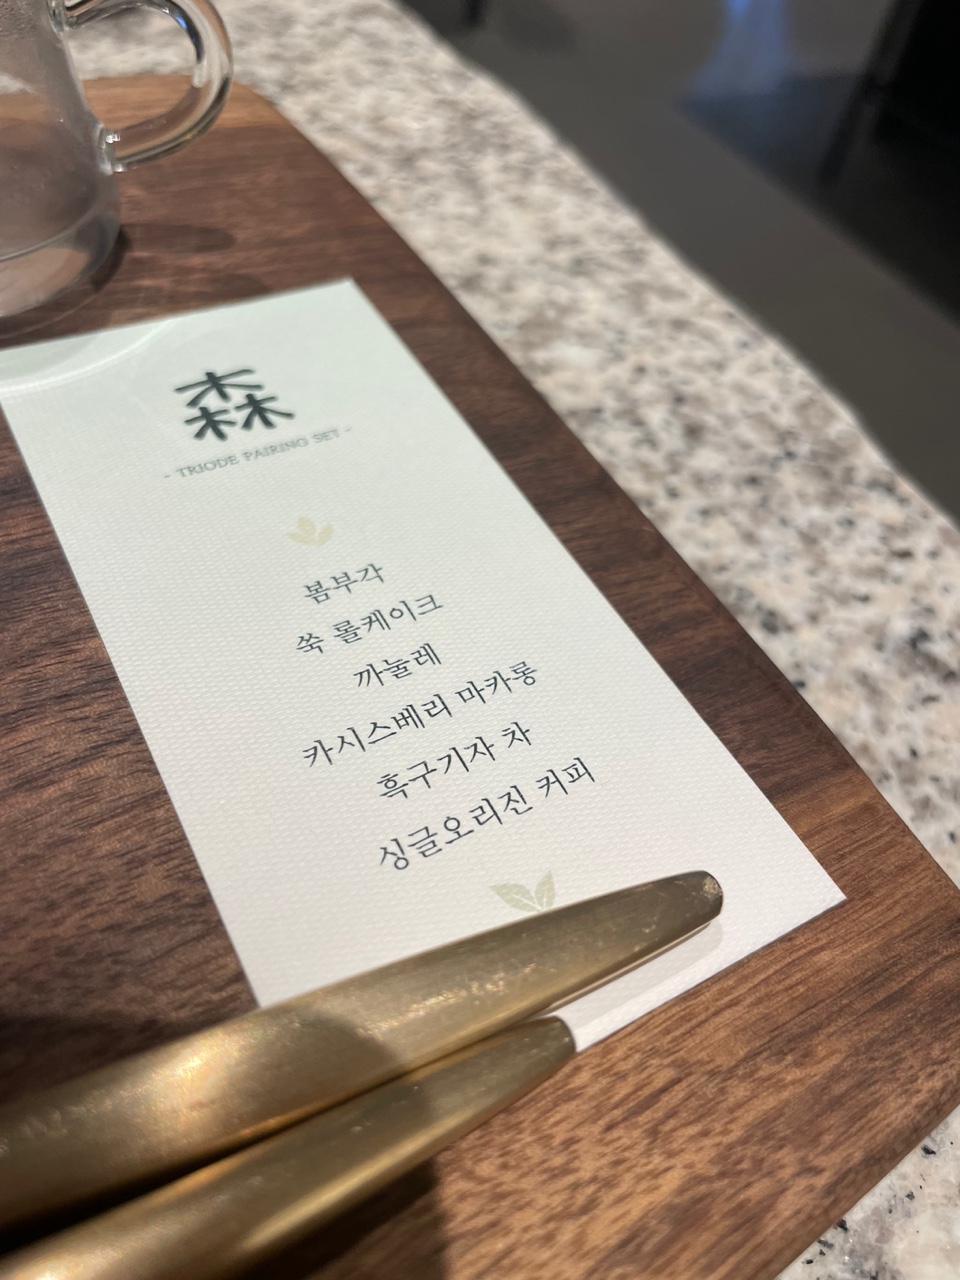 森
- TRIODE PAIRING SET -
봄부각
쑥 롤케이크
까눌레
카시스베리 마카롱
흑구기자 차
싱글오리진 커피